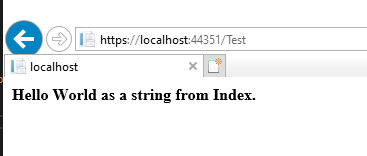 https://localhost:44351/Test
localhost
Hello World as a string from Index.